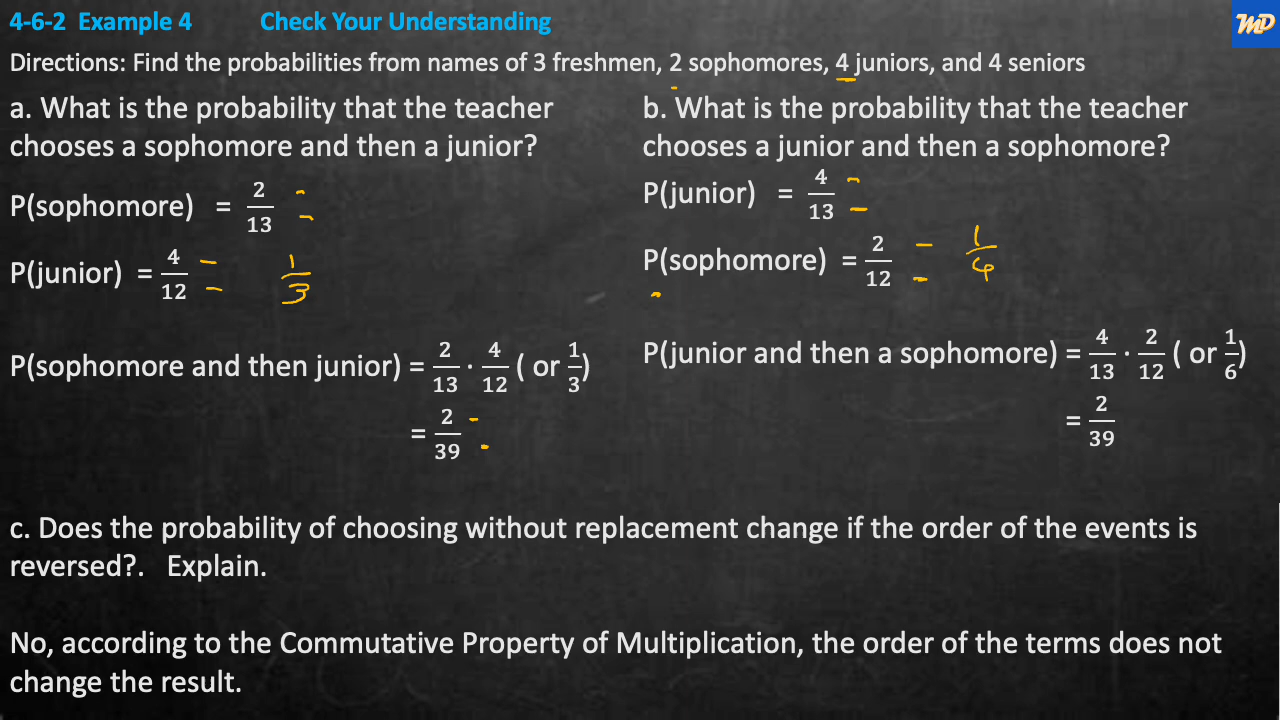 4-6-2 Example 4 Check Your Understanding
MD
Directions: Find the probabilities from names of 3 freshmen, 2 sophomores, 4 juniors, and 4 seniors
a. What is the probability that the teacher
chooses a sophomore and then a junior?
P(sophomore) = 2/13
P(junior) = 4/12 1/3
P(sophomore and then junior) = 2/13 · 4/12 ( or 1/3)
= 2/39
b. What is the probability that the teacher
chooses a junior and then a sophomore?
P(junior) = 4/13
P(sophomore) = 2/12 1/6
P(junior and then a sophomore) = 4/13 · 2/12 ( or 1/6)
= 2/39
c. Does the probability of choosing without replacement change if the order of the events is
reversed?. Explain.
No, according to the Commutative Property of Multiplication, the order of the terms does not
change the result.